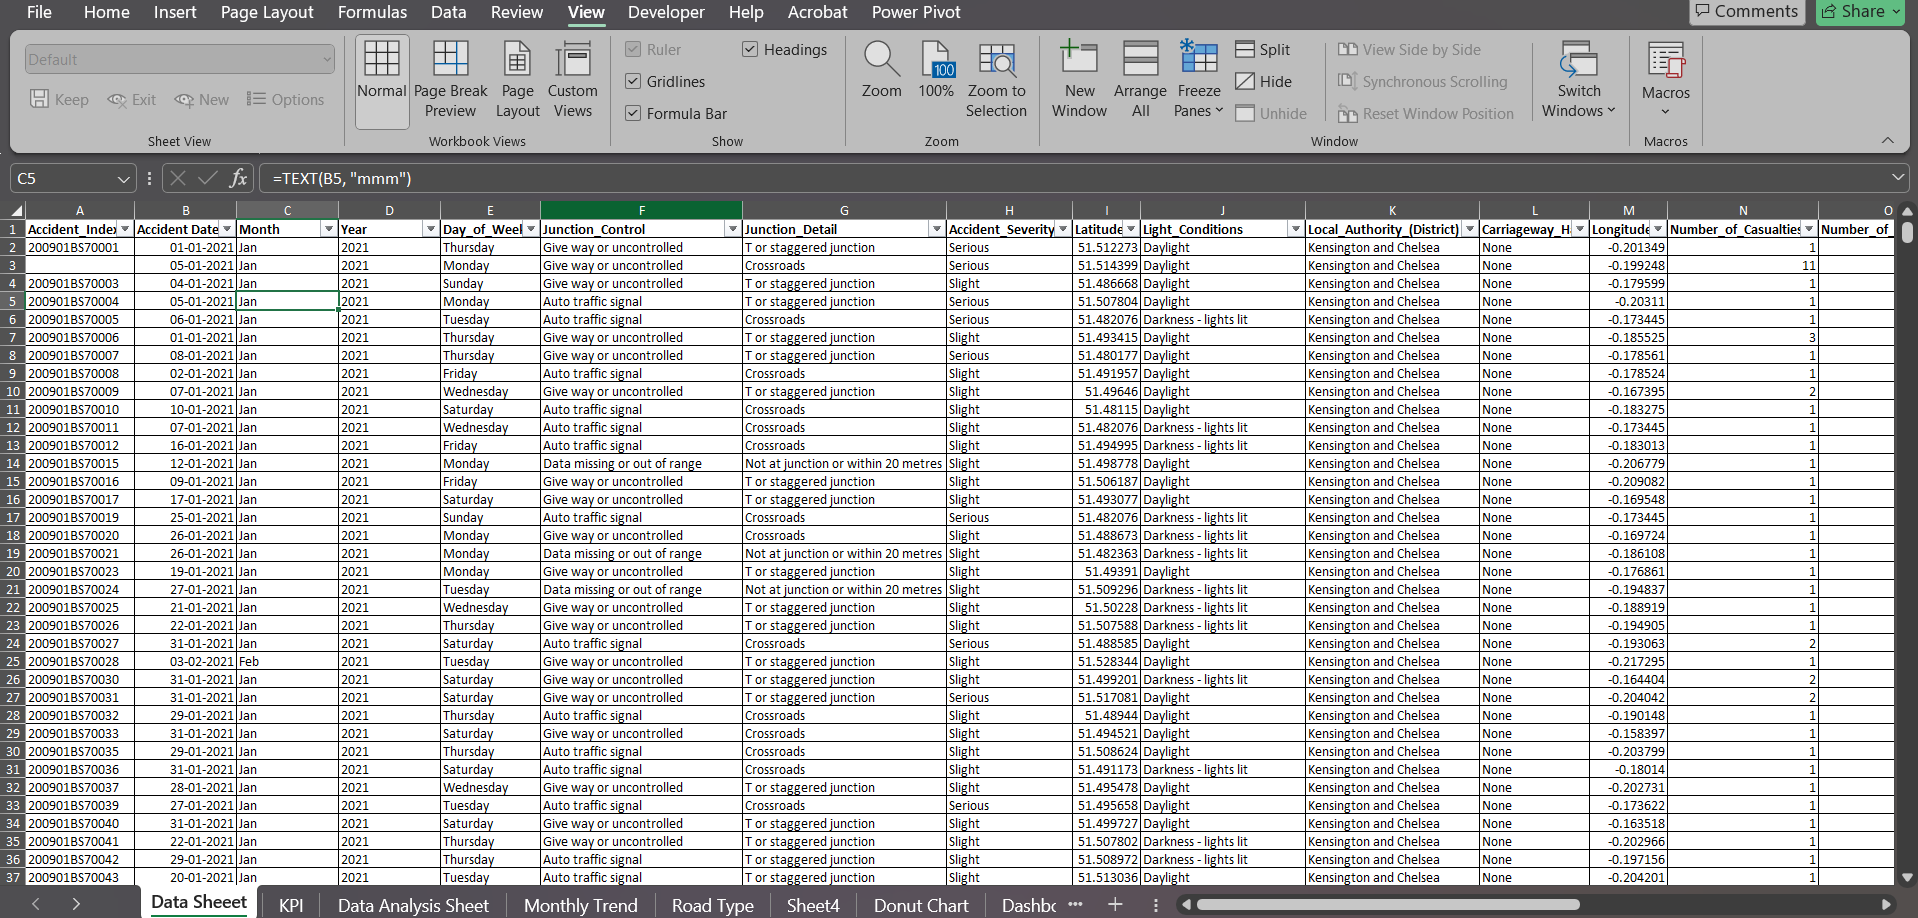 File Home Insert Page Layout Formulas Data Review View Developer Help Acrobat Power Pivot Comments Share
Default
Keep Exit New Options
Sheet View
Normal Page Break Preview Page Layout Custom Views
Workbook Views
Ruler Headings
Gridlines
Formula Bar
Show
Zoom 100 100% Zoom to Selection
Zoom
New Window Arrange All Freeze Panes
Split
Hide
Unhide
View Side by Side
Synchronous Scrolling
Reset Window Position
Window
Switch Windows
Macros
Macros
C5 fx =TEXT(B5, "mmm")
A B C D E F G H I J K L M N O
1 Accident_Index Accident Date Month Year Day_of_Week Junction_Control Junction_Detail Accident_Severity Latitude Light_Conditions Local_Authority_(District) Carriageway_H Longitude Number_of_Casualties Number_of_
2 200901BS70001 01-01-2021 Jan 2021 Thursday Give way or uncontrolled T or staggered junction Serious 51.512273 Daylight Kensington and Chelsea None -0.201349 1
3 05-01-2021 Jan 2021 Monday Give way or uncontrolled Crossroads Serious 51.514399 Daylight Kensington and Chelsea None -0.199248 11
4 200901BS70003 04-01-2021 Jan 2021 Sunday Give way or uncontrolled T or staggered junction Slight 51.486668 Daylight Kensington and Chelsea None -0.179599 1
5 200901BS70004 05-01-2021 Jan 2021 Monday Auto traffic signal T or staggered junction Serious 51.507804 Daylight Kensington and Chelsea None -0.20311 1
6 200901BS70005 06-01-2021 Jan 2021 Tuesday Auto traffic signal Crossroads Serious 51.482076 Darkness - lights lit Kensington and Chelsea None -0.173445 1
7 200901BS70006 01-01-2021 Jan 2021 Thursday Give way or uncontrolled T or staggered junction Slight 51.493415 Daylight Kensington and Chelsea None -0.185525 3
8 200901BS70007 08-01-2021 Jan 2021 Thursday Give way or uncontrolled T or staggered junction Serious 51.480177 Daylight Kensington and Chelsea None -0.178561 1
9 200901BS70008 02-01-2021 Jan 2021 Friday Auto traffic signal Crossroads Slight 51.491957 Daylight Kensington and Chelsea None -0.178524 1
10 200901BS70009 07-01-2021 Jan 2021 Wednesday Give way or uncontrolled T or staggered junction Slight 51.49646 Daylight Kensington and Chelsea None -0.167395 2
11 200901BS70010 10-01-2021 Jan 2021 Saturday Auto traffic signal Crossroads Slight 51.48115 Daylight Kensington and Chelsea None -0.183275 1
12 200901BS70011 07-01-2021 Jan 2021 Wednesday Auto traffic signal Crossroads Slight 51.482076 Darkness - lights lit Kensington and Chelsea None -0.173445 1
13 200901BS70012 16-01-2021 Jan 2021 Friday Auto traffic signal Crossroads Slight 51.494995 Darkness - lights lit Kensington and Chelsea None -0.183013 1
14 200901BS70015 12-01-2021 Jan 2021 Monday Data missing or out of range Not at junction or within 20 metres Slight 51.498778 Daylight Kensington and Chelsea None -0.206779 1
15 200901BS70016 09-01-2021 Jan 2021 Friday Give way or uncontrolled T or staggered junction Slight 51.506187 Daylight Kensington and Chelsea None -0.209082 1
16 200901BS70017 17-01-2021 Jan 2021 Saturday Give way or uncontrolled T or staggered junction Slight 51.493077 Daylight Kensington and Chelsea None -0.169548 1
17 200901BS70019 25-01-2021 Jan 2021 Sunday Auto traffic signal Crossroads Serious 51.482076 Darkness - lights lit Kensington and Chelsea None -0.173445 1
18 200901BS70020 26-01-2021 Jan 2021 Monday Give way or uncontrolled Crossroads Slight 51.488673 Darkness - lights lit Kensington and Chelsea None -0.169724 1
19 200901BS70021 26-01-2021 Jan 2021 Monday Data missing or out of range Not at junction or within 20 metres Slight 51.482363 Darkness - lights lit Kensington and Chelsea None -0.186108 1
20 200901BS70023 19-01-2021 Jan 2021 Monday Give way or uncontrolled T or staggered junction Slight 51.49391 Daylight Kensington and Chelsea None -0.176861 1
21 200901BS70024 27-01-2021 Jan 2021 Tuesday Data missing or out of range Not at junction or within 20 metres Slight 51.509296 Darkness - lights lit Kensington and Chelsea None -0.194837 1
22 200901BS70025 21-01-2021 Jan 2021 Wednesday Give way or uncontrolled T or staggered junction Slight 51.50228 Darkness - lights lit Kensington and Chelsea None -0.188919 1
23 200901BS70026 22-01-2021 Jan 2021 Thursday Give way or uncontrolled T or staggered junction Slight 51.507588 Darkness - lights lit Kensington and Chelsea None -0.194905 1
24 200901BS70027 31-01-2021 Jan 2021 Saturday Auto traffic signal Crossroads Serious 51.488585 Daylight Kensington and Chelsea None -0.193063 2
25 200901BS70028 03-02-2021 Feb 2021 Tuesday Give way or uncontrolled T or staggered junction Slight 51.528344 Daylight Kensington and Chelsea None -0.217295 1
26 200901BS70030 31-01-2021 Jan 2021 Saturday Give way or uncontrolled T or staggered junction Slight 51.499201 Darkness - lights lit Kensington and Chelsea None -0.164404 2
27 200901BS70031 31-01-2021 Jan 2021 Saturday Give way or uncontrolled T or staggered junction Serious 51.517081 Daylight Kensington and Chelsea None -0.204042 2
28 200901BS70032 29-01-2021 Jan 2021 Thursday Auto traffic signal Crossroads Slight 51.48944 Daylight Kensington and Chelsea None -0.190148 1
29 200901BS70033 31-01-2021 Jan 2021 Saturday Give way or uncontrolled Crossroads Slight 51.494521 Daylight Kensington and Chelsea None -0.158397 1
30 200901BS70035 29-01-2021 Jan 2021 Thursday Auto traffic signal Crossroads Slight 51.508624 Daylight Kensington and Chelsea None -0.203799 1
31 200901BS70036 31-01-2021 Jan 2021 Saturday Auto traffic signal Crossroads Slight 51.491173 Darkness - lights lit Kensington and Chelsea None -0.18014 1
32 200901BS70037 28-01-2021 Jan 2021 Wednesday Give way or uncontrolled T or staggered junction Slight 51.495478 Daylight Kensington and Chelsea None -0.202731 1
33 200901BS70039 27-01-2021 Jan 2021 Tuesday Auto traffic signal Crossroads Serious 51.495658 Daylight Kensington and Chelsea None -0.173622 1
34 200901BS70040 31-01-2021 Jan 2021 Saturday Give way or uncontrolled T or staggered junction Slight 51.499727 Daylight Kensington and Chelsea None -0.163518 1
35 200901BS70041 22-01-2021 Jan 2021 Thursday Give way or uncontrolled T or staggered junction Slight 51.507802 Darkness - lights lit Kensington and Chelsea None -0.202966 1
36 200901BS70042 29-01-2021 Jan 2021 Thursday Auto traffic signal T or staggered junction Slight 51.508972 Darkness - lights lit Kensington and Chelsea None -0.197156 1
37 200901BS70043 20-01-2021 Jan 2021 Tuesday Auto traffic signal T or staggered junction Slight 51.513036 Daylight Kensington and Chelsea None -0.204201 1
Data Sheeet KPI Data Analysis Sheet Monthly Trend Road Type Sheet4 Donut Chart Dashbc